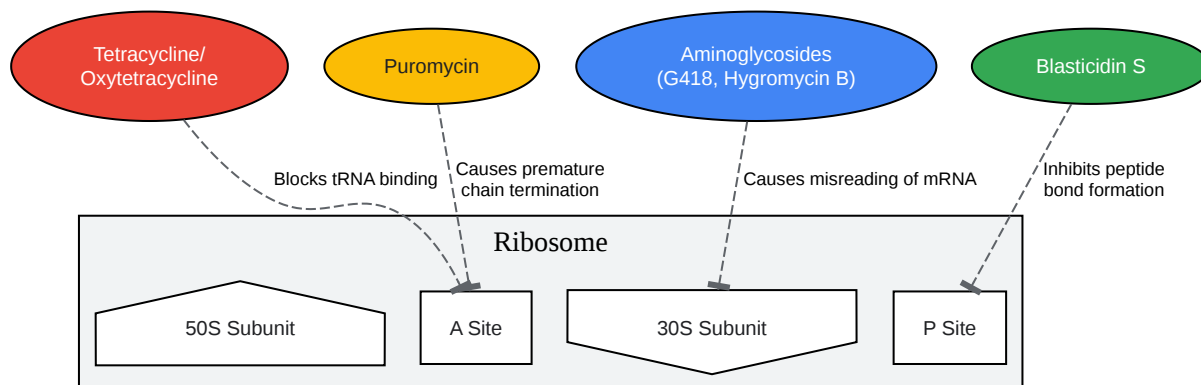 Tetracycline/
Oxytetracycline
Puromycin
Aminoglycosides
(G418, Hygromycin B)
Blasticidin S
Blocks tRNA binding
Causes premature
chain termination
Causes misreading of mRNA
Inhibits peptide
bond formation
Ribosome
50S Subunit
A Site
30S Subunit
P Site